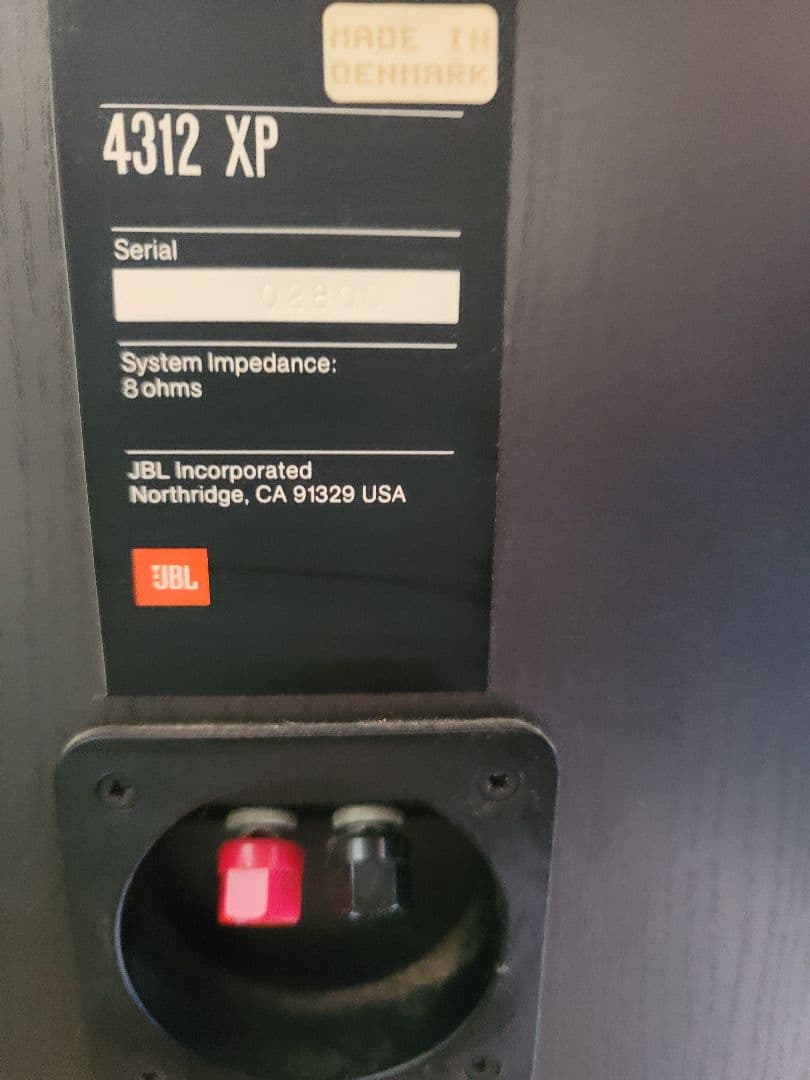 MADE IN
DENMARK
4312 XP
Serial
System Impedance:
8 ohms
JBL Incorporated
Northridge, CA 91329 USA
JBL